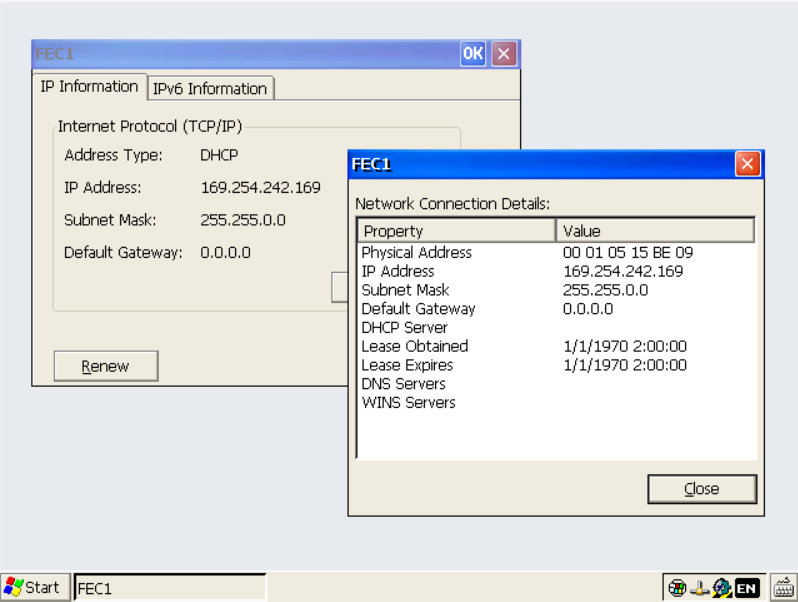 FEC1
OK
IP Information
IPv6 Information
Internet Protocol (TCP/IP)
Address Type: DHCP
IP Address: 169.254.242.169
Subnet Mask: 255.255.0.0
Default Gateway: 0.0.0.0
Renew
FEC1
Network Connection Details:
Property Value
Physical Address 00 01 05 15 BE 09
IP Address 169.254.242.169
Subnet Mask 255.255.0.0
Default Gateway 0.0.0.0
DHCP Server
Lease Obtained 1/1/1970 2:00:00
Lease Expires 1/1/1970 2:00:00
DNS Servers
WINS Servers
Close
Start
FEC1
EN